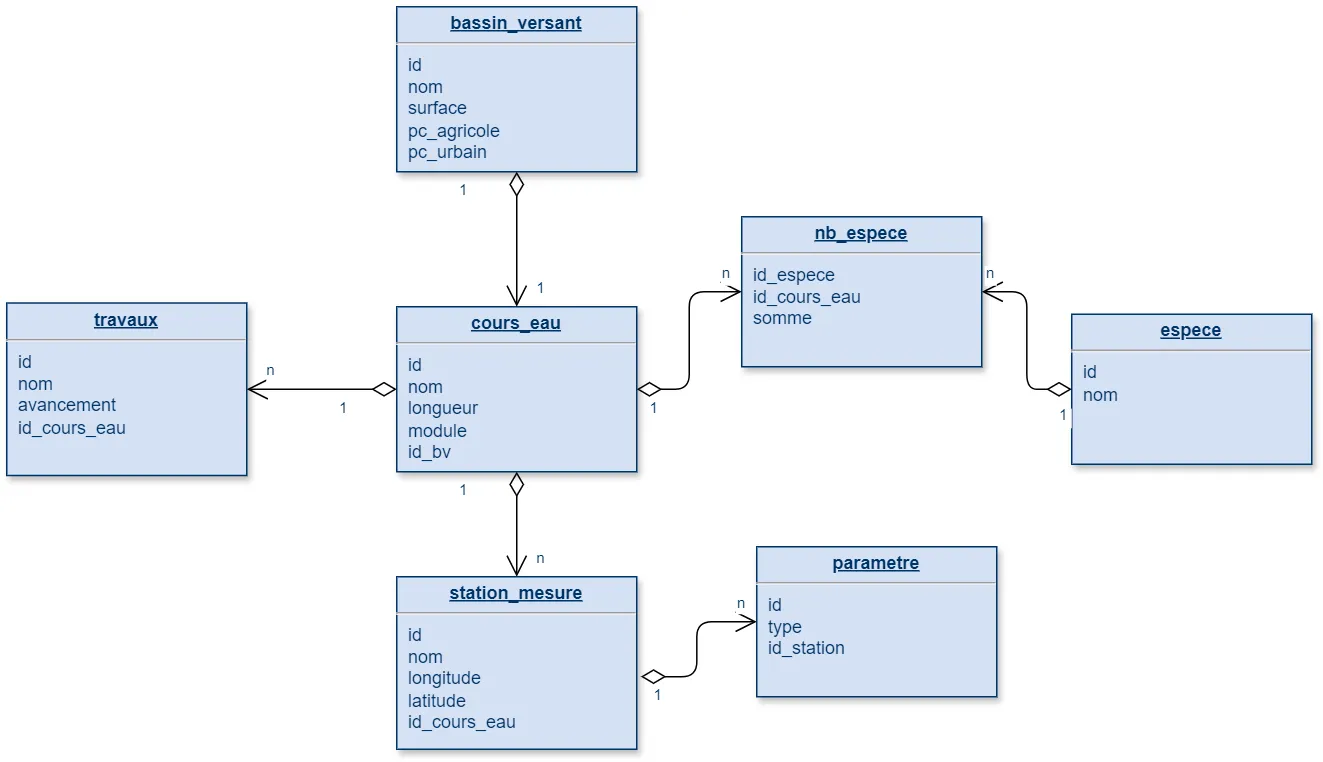 bassin_versant
id
nom
surface
pc_agricole
pc_urbain
1
1
travaux
id
nom
avancement
id_cours_eau
n
1
cours_eau
id
nom
longueur
module
id_bv
1
n
nb_espece
id_espece
id_cours_eau
somme
n
1
espece
id
nom
1
n
station_mesure
id
nom
longitude
latitude
id_cours_eau
1
n
parametre
id
type
id_station